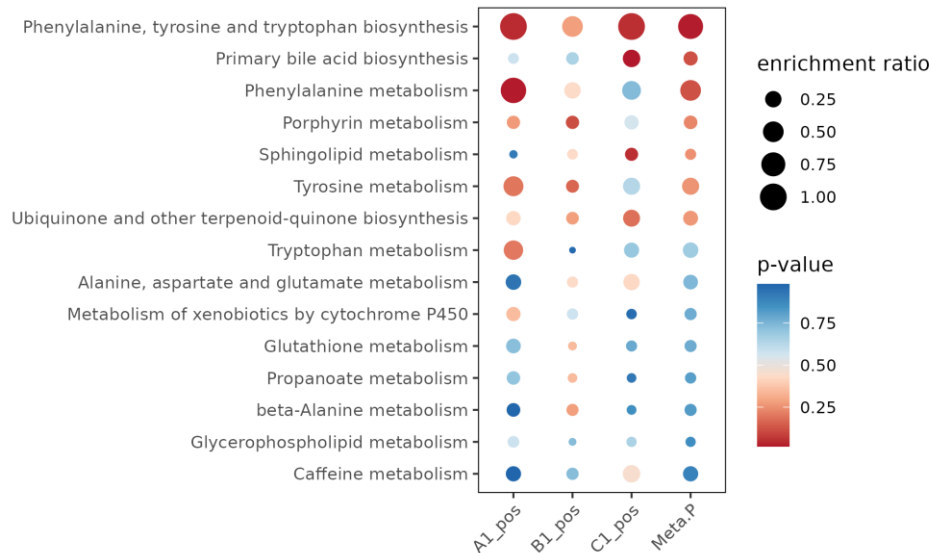 Phenylalanine, tyrosine and tryptophan biosynthesis
Primary bile acid biosynthesis
Phenylalanine metabolism
Porphyrin metabolism
Sphingolipid metabolism
Tyrosine metabolism
Ubiquinone and other terpenoid-quinone biosynthesis
Tryptophan metabolism
Alanine, aspartate and glutamate metabolism
Metabolism of xenobiotics by cytochrome P450
Glutathione metabolism
Propanoate metabolism
beta-Alanine metabolism
Glycerophospholipid metabolism
Caffeine metabolism
A1_pos
B1_pos
C1_pos
Meta.P
enrichment ratio
0.25
0.50
0.75
1.00
p-value
0.75
0.50
0.25